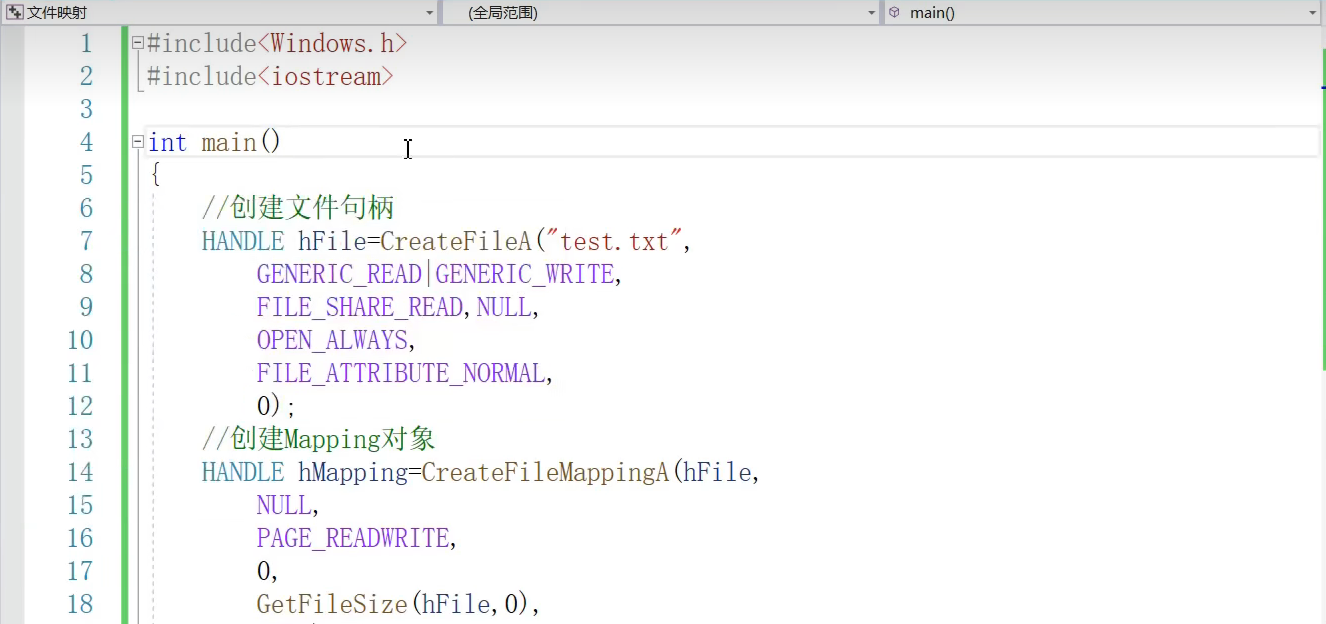 文件映射 (全局范围) main()
1 #include<Windows.h>
2 #include<iostream>
3
4 int main()
5 {
6 //创建文件句柄
7 HANDLE hFile=CreateFileA("test.txt",
8 GENERIC_READ|GENERIC_WRITE,
9 FILE_SHARE_READ,NULL,
10 OPEN_ALWAYS,
11 FILE_ATTRIBUTE_NORMAL,
12 0);
13 //创建Mapping对象
14 HANDLE hMapping=CreateFileMappingA(hFile,
15 NULL,
16 PAGE_READWRITE,
17 0,
18 GetFileSize(hFile,0),